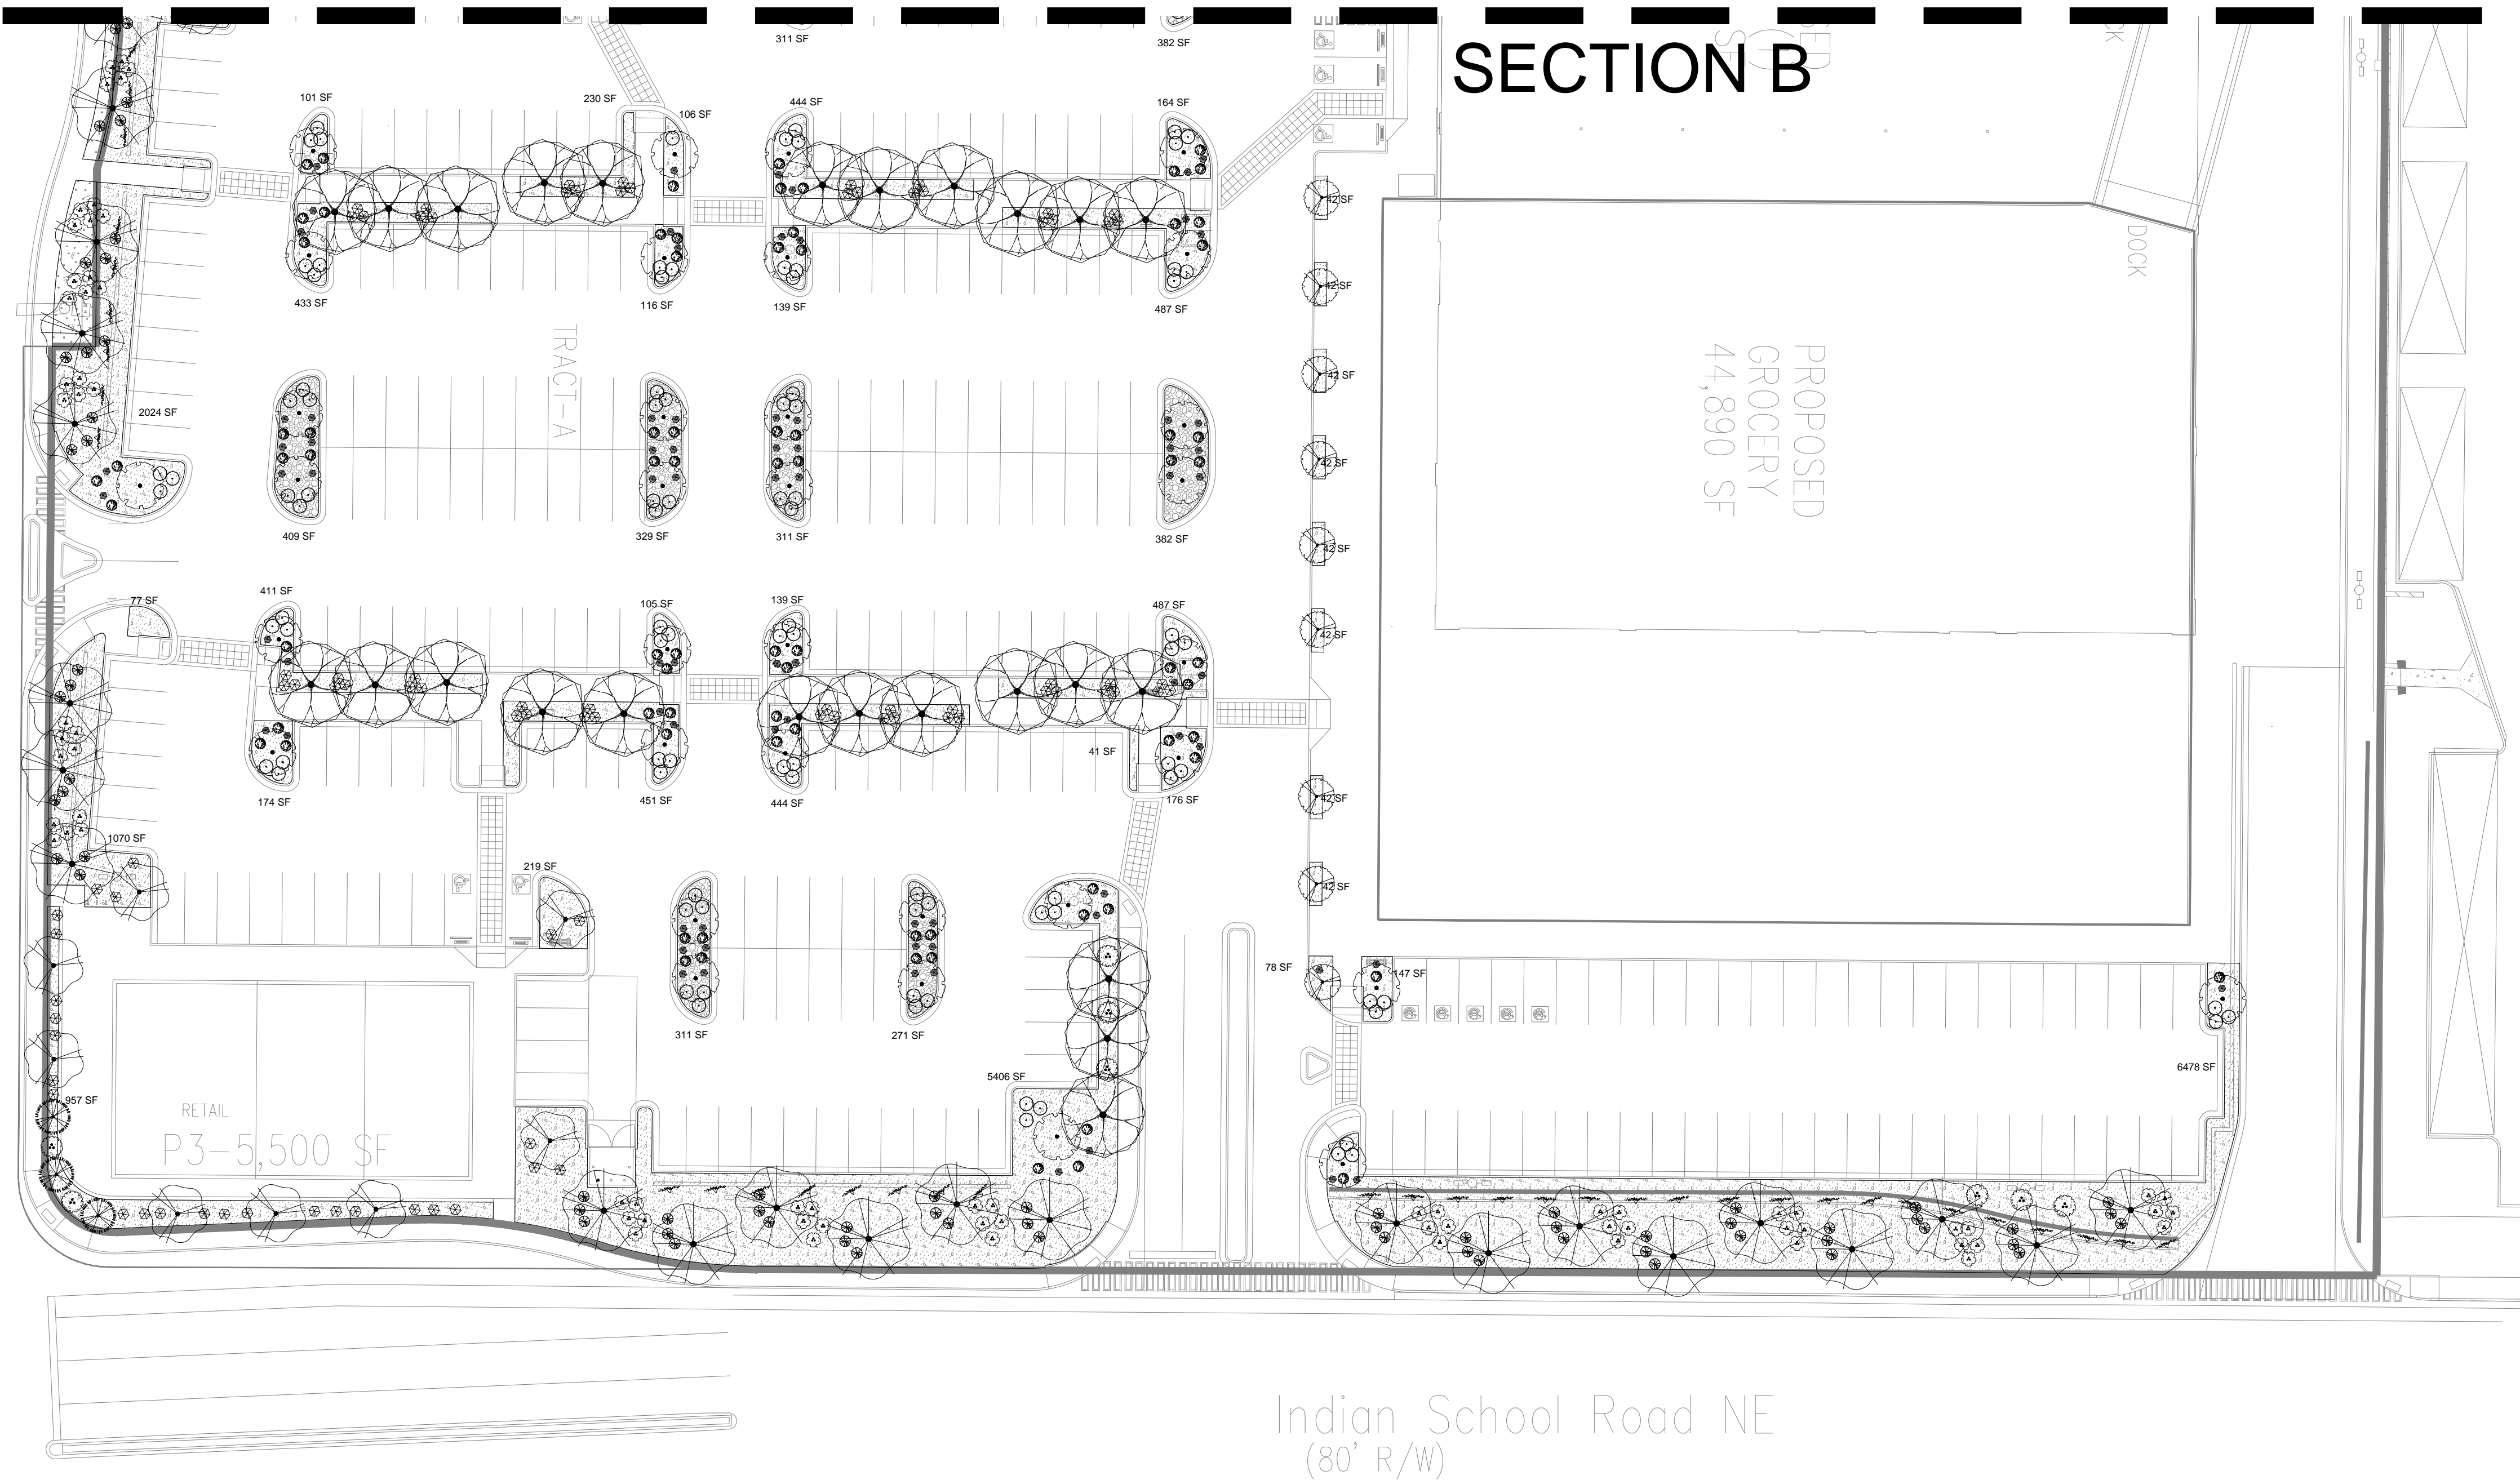 311 SF
382 SF
SECTION B
101 SF
230 SF
106 SF
444 SF
164 SF
42 SF
433 SF
116 SF
139 SF
487 SF
42 SF
DOCK
TRACT-A
PROPOSED
GROCERY
44,890 SF
42 SF
2024 SF
42 SF
409 SF
329 SF
311 SF
382 SF
42 SF
77 SF
411 SF
105 SF
139 SF
487 SF
42 SF
41 SF
174 SF
451 SF
444 SF
176 SF
42 SF
1070 SF
219 SF
42 SF
78 SF
147 SF
311 SF
271 SF
5406 SF
6478 SF
957 SF
RETAIL
P3-5,500 SF
Indian School Road NE
(80' R/W)